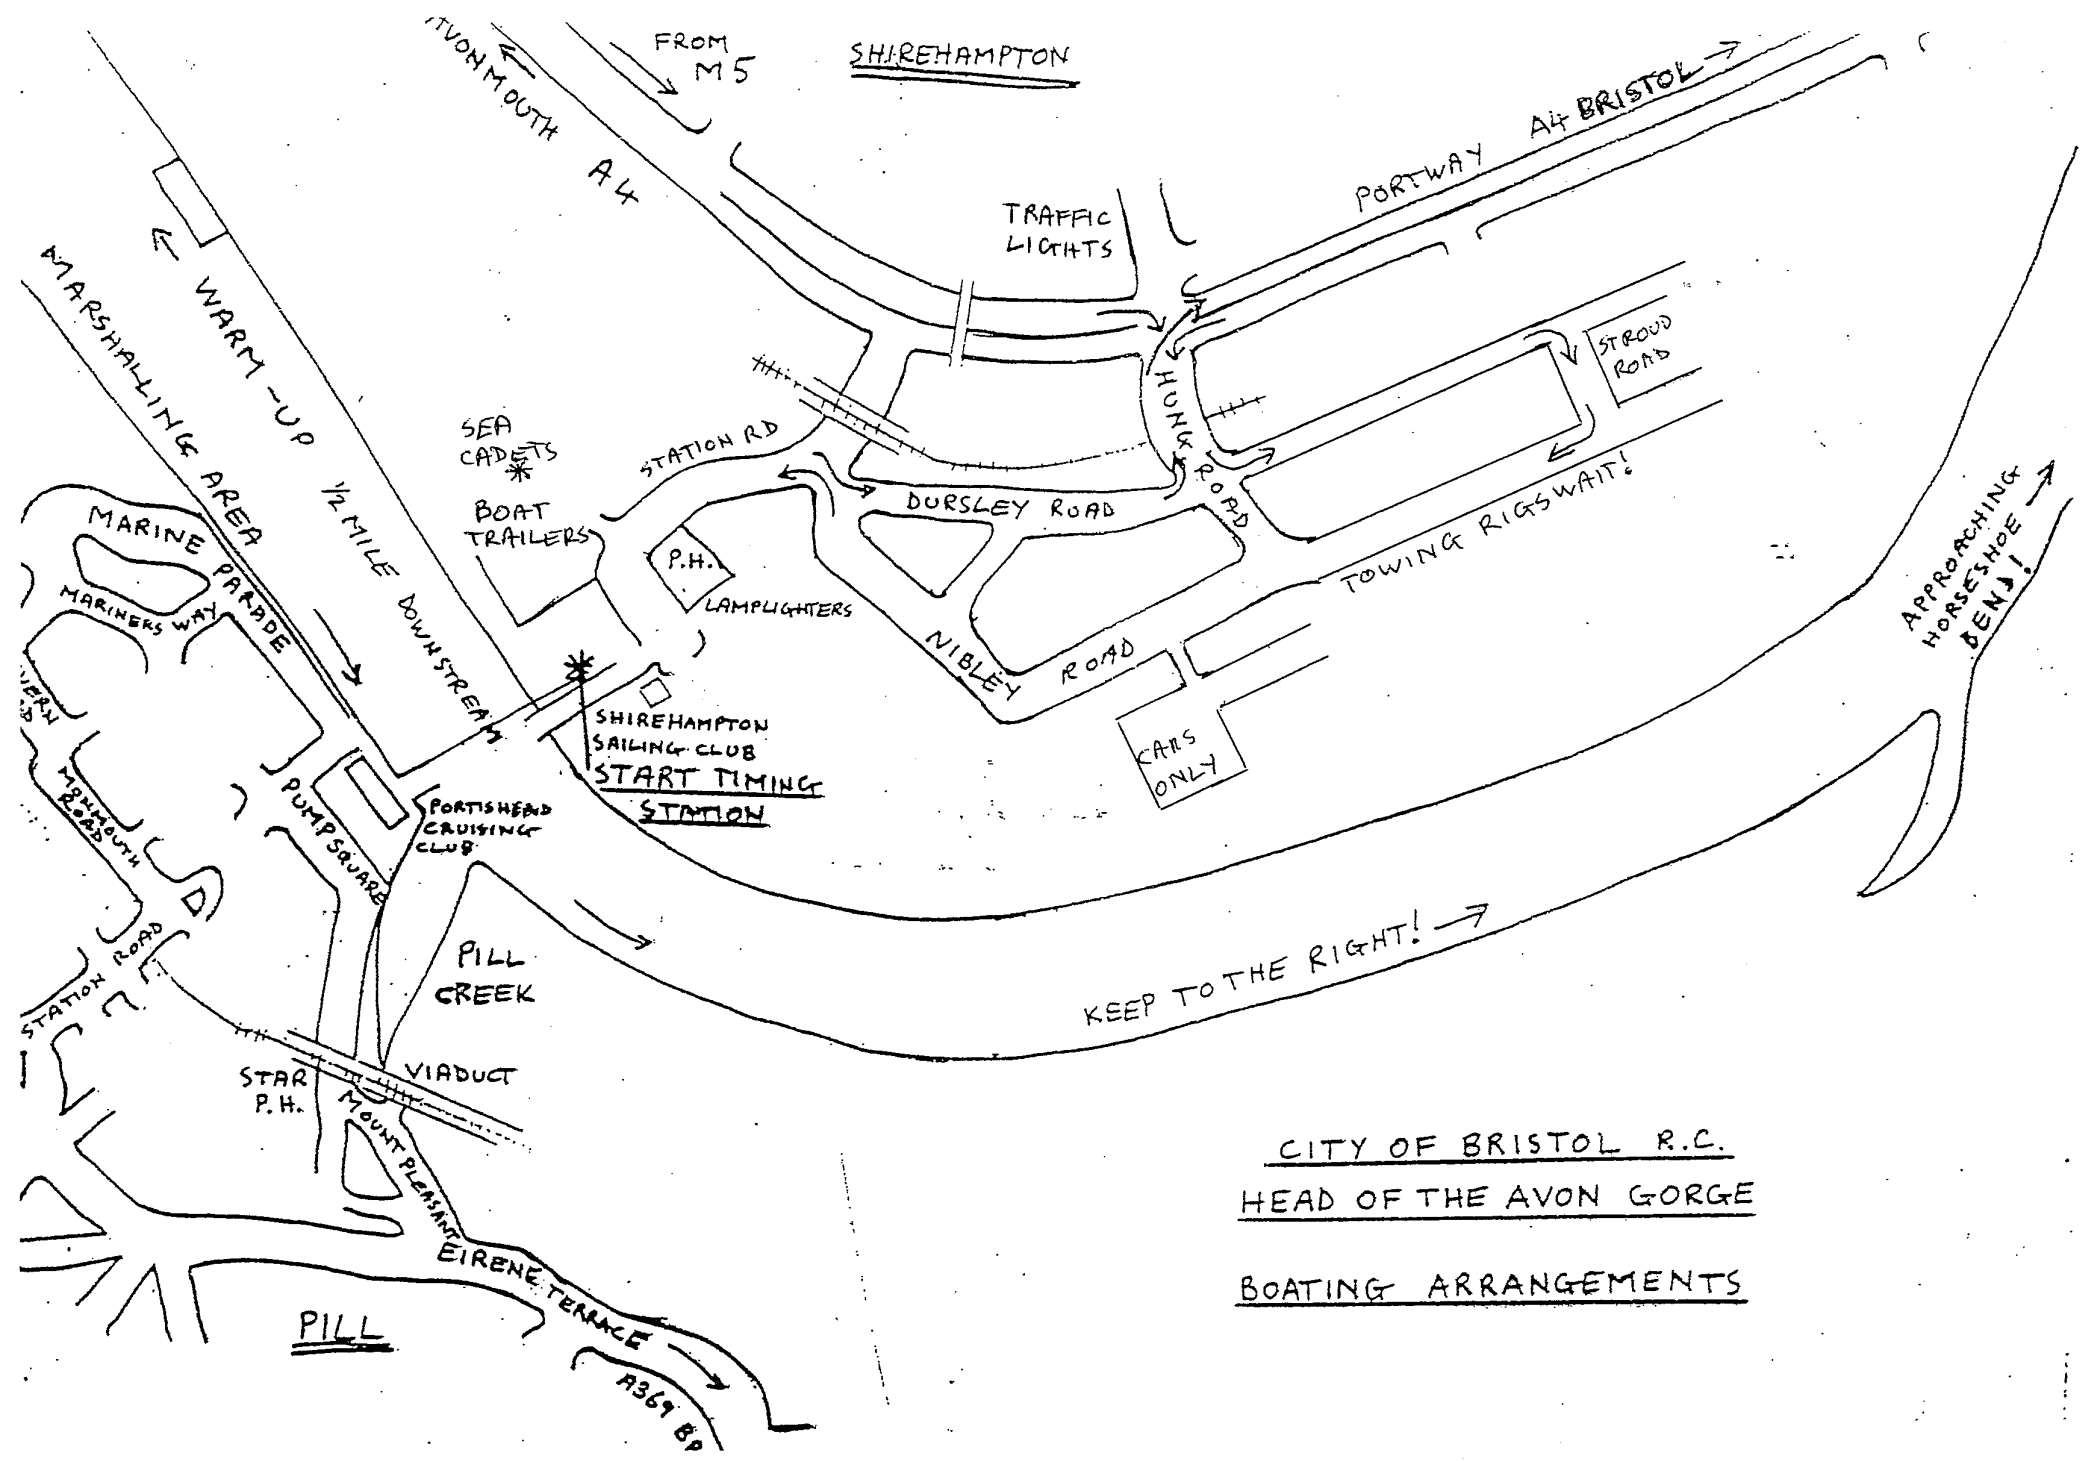 AVONMOUTH A4
FROM
M5
SHIREHAMPTON
PORTWAY A4 BRISTOL
TRAFFIC
LIGHTS
STROUD
ROAD
HUNG ROAD
WARM-UP 1/2 MILE DOWNSTREAM
MARSHALLING AREA
SEA
CADETS
BOAT
TRAILERS
STATION RD
DURSLEY ROAD
P.H.
LAMPLIGHTERS
NIBLEY ROAD
TOWING RIGS WAIT!
CARS
ONLY
APPROACHING
HORSESHOE
BEND!
MARINE PARADE
MARINERS WAY
SHIREHAMPTON
SAILING CLUB
START TIMING
STATION
PORTISHEAD
CRUISING
CLUB
PUMP SQUARE
MONMOUTH
ROAD
STATION ROAD
PILL
CREEK
KEEP TO THE RIGHT!
STAR
P.H.
VIADUCT
MOUNT PLEASANT
EIRENE TERRACE
PILL
A369
CITY OF BRISTOL R.C.
HEAD OF THE AVON GORGE
BOATING ARRANGEMENTS